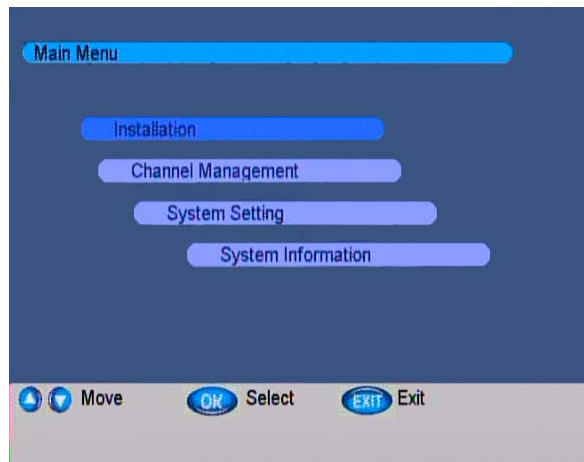 Main Menu
Installation
Channel Management
System Setting
System Information
Move OK Select EXIT Exit